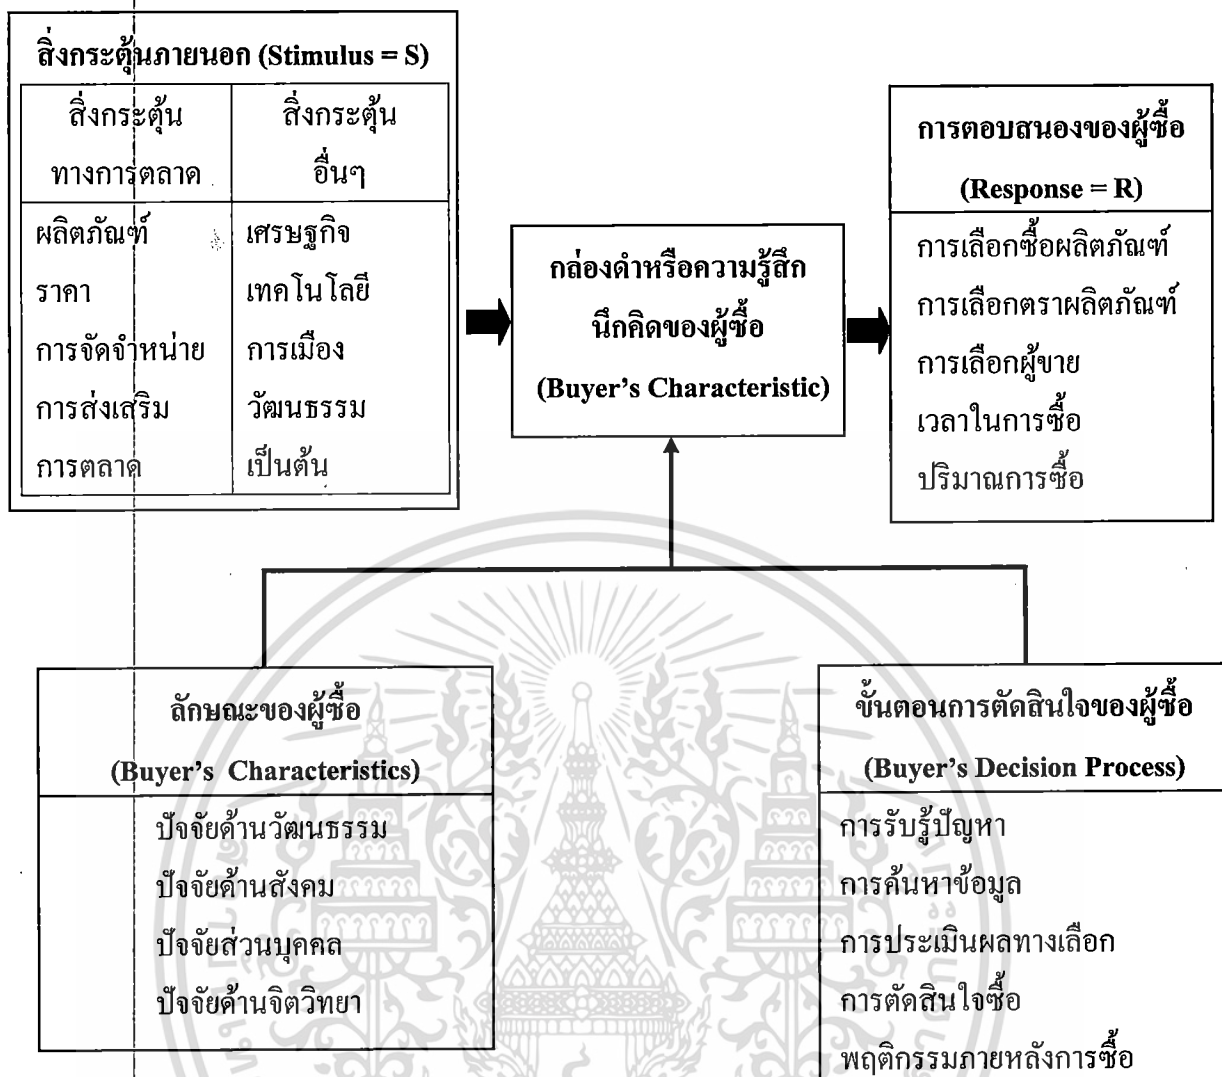 สิ่งกระตุ้นภายนอก (Stimulus = S)
สิ่งกระตุ้น
ทางการตลาด
สิ่งกระตุ้น
อื่นๆ
ผลิตภัณฑ์
ราคา
การจัดจำหน่าย
การส่งเสริม
การตลาด
เศรษฐกิจ
เทคโนโลยี
การเมือง
วัฒนธรรม
เป็นต้น
กล่องดำหรือความรู้สึก
นึกคิดของผู้ซื้อ
(Buyer's Characteristic)
การตอบสนองของผู้ซื้อ
(Response = R)
การเลือกซื้อผลิตภัณฑ์
การเลือกตราผลิตภัณฑ์
การเลือกผู้ขาย
เวลาในการซื้อ
ปริมาณการซื้อ
ลักษณะของผู้ซื้อ
(Buyer's Characteristics)
ปัจจัยด้านวัฒนธรรม
ปัจจัยด้านสังคม
ปัจจัยส่วนบุคคล
ปัจจัยด้านจิตวิทยา
ขั้นตอนการตัดสินใจของผู้ซื้อ
(Buyer's Decision Process)
การรับรู้ปัญหา
การค้นหาข้อมูล
การประเมินผลทางเลือก
การตัดสินใจซื้อ
พฤติกรรมภายหลังการซื้อ